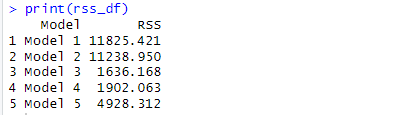 > print(rss_df)
Model RSS
1 Model 1 11825.421
2 Model 2 11238.950
3 Model 3 1636.168
4 Model 4 1902.063
5 Model 5 4928.312